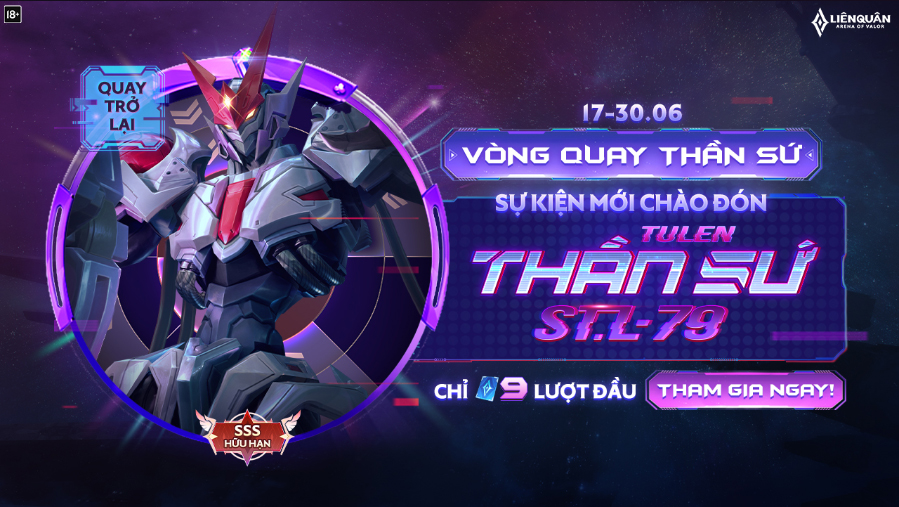 18+
LIÊNQUÂN
ARENA OF VALOR
QUAY
TRỞ
LẠI
17-30.06
VÒNG QUAY THẦN SỨ
SỰ KIỆN MỚI CHÀO ĐÓN
TULEN
THẦN SỨ
ST.L-79
CHỈ 9 LƯỢT ĐẦU
THAM GIA NGAY!
SSS
HỮU HẠN